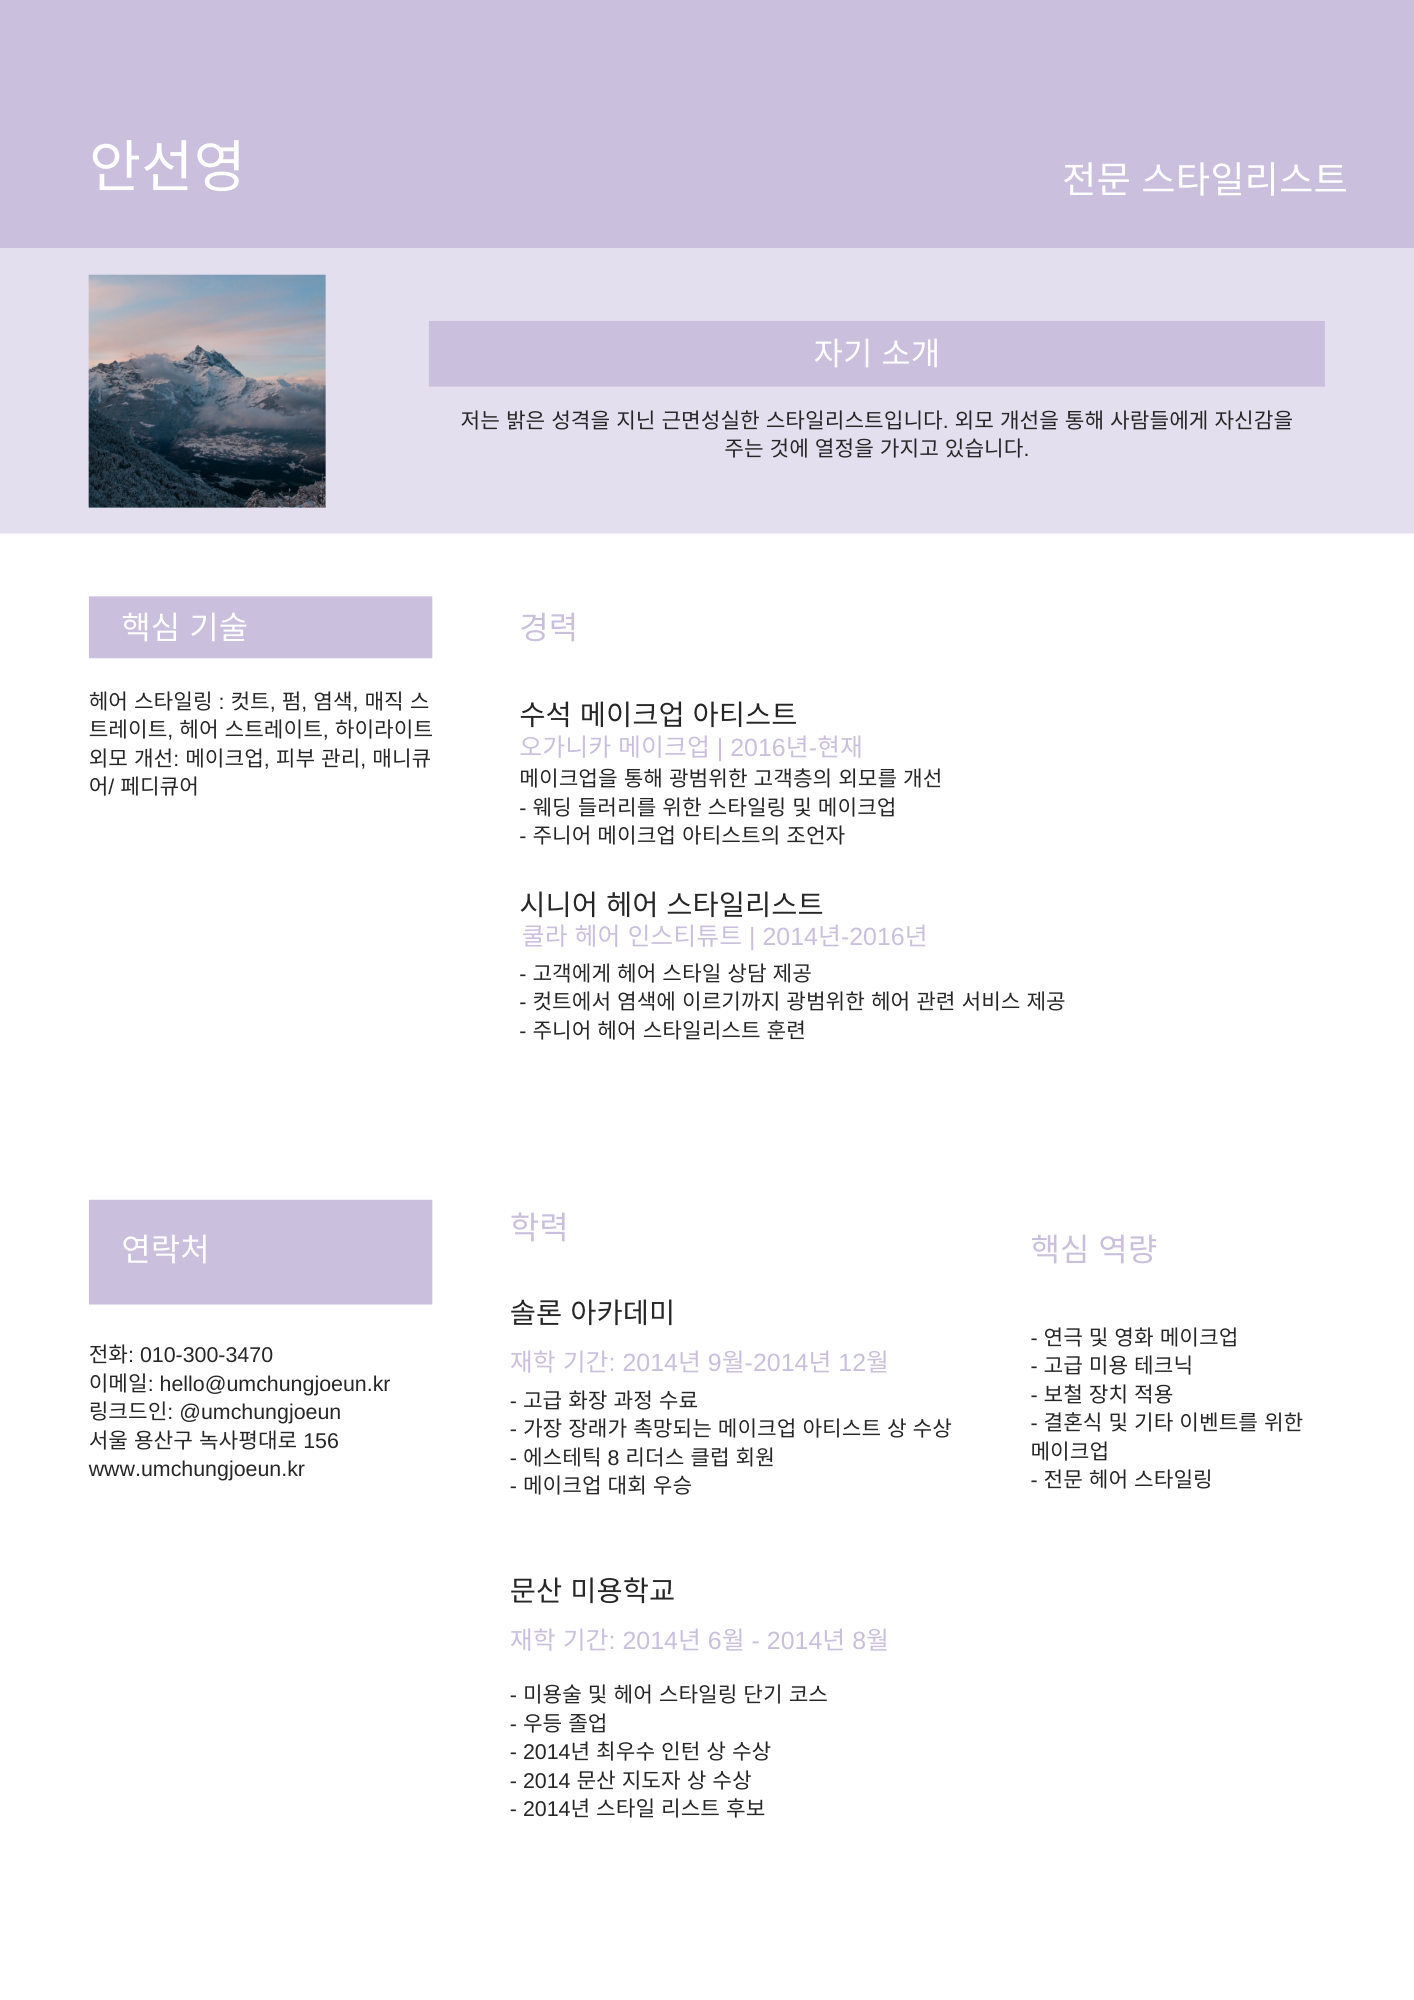 안선영
전문 스타일리스트
자기 소개
저는 밝은 성격을 지닌 근면성실한 스타일리스트입니다. 외모 개선을 통해 사람들에게 자신감을
주는 것에 열정을 가지고 있습니다.
핵심 기술
헤어 스타일링 : 컷트, 펌, 염색, 매직 스
트레이트, 헤어 스트레이트, 하이라이트
외모 개선: 메이크업, 피부 관리, 매니큐
어/ 페디큐어
경력
수석 메이크업 아티스트
오가니카 메이크업 | 2016년-현재
메이크업을 통해 광범위한 고객층의 외모를 개선
- 웨딩 들러리를 위한 스타일링 및 메이크업
- 주니어 메이크업 아티스트의 조언자
시니어 헤어 스타일리스트
쿨라 헤어 인스티튜트 | 2014년-2016년
- 고객에게 헤어 스타일 상담 제공
- 컷트에서 염색에 이르기까지 광범위한 헤어 관련 서비스 제공
- 주니어 헤어 스타일리스트 훈련
연락처
전화: 010-300-3470
이메일: hello@umchungjoeun.kr
링크드인: @umchungjoeun
서울 용산구 녹사평대로 156
www.umchungjoeun.kr
학력
솔론 아카데미
재학 기간: 2014년 9월-2014년 12월
- 고급 화장 과정 수료
- 가장 장래가 촉망되는 메이크업 아티스트 상 수상
- 에스테틱 8 리더스 클럽 회원
- 메이크업 대회 우승
문산 미용학교
재학 기간: 2014년 6월 - 2014년 8월
- 미용술 및 헤어 스타일링 단기 코스
- 우등 졸업
- 2014년 최우수 인턴 상 수상
- 2014 문산 지도자 상 수상
- 2014년 스타일 리스트 후보
핵심 역량
- 연극 및 영화 메이크업
- 고급 미용 테크닉
- 보철 장치 적용
- 결혼식 및 기타 이벤트를 위한
메이크업
- 전문 헤어 스타일링